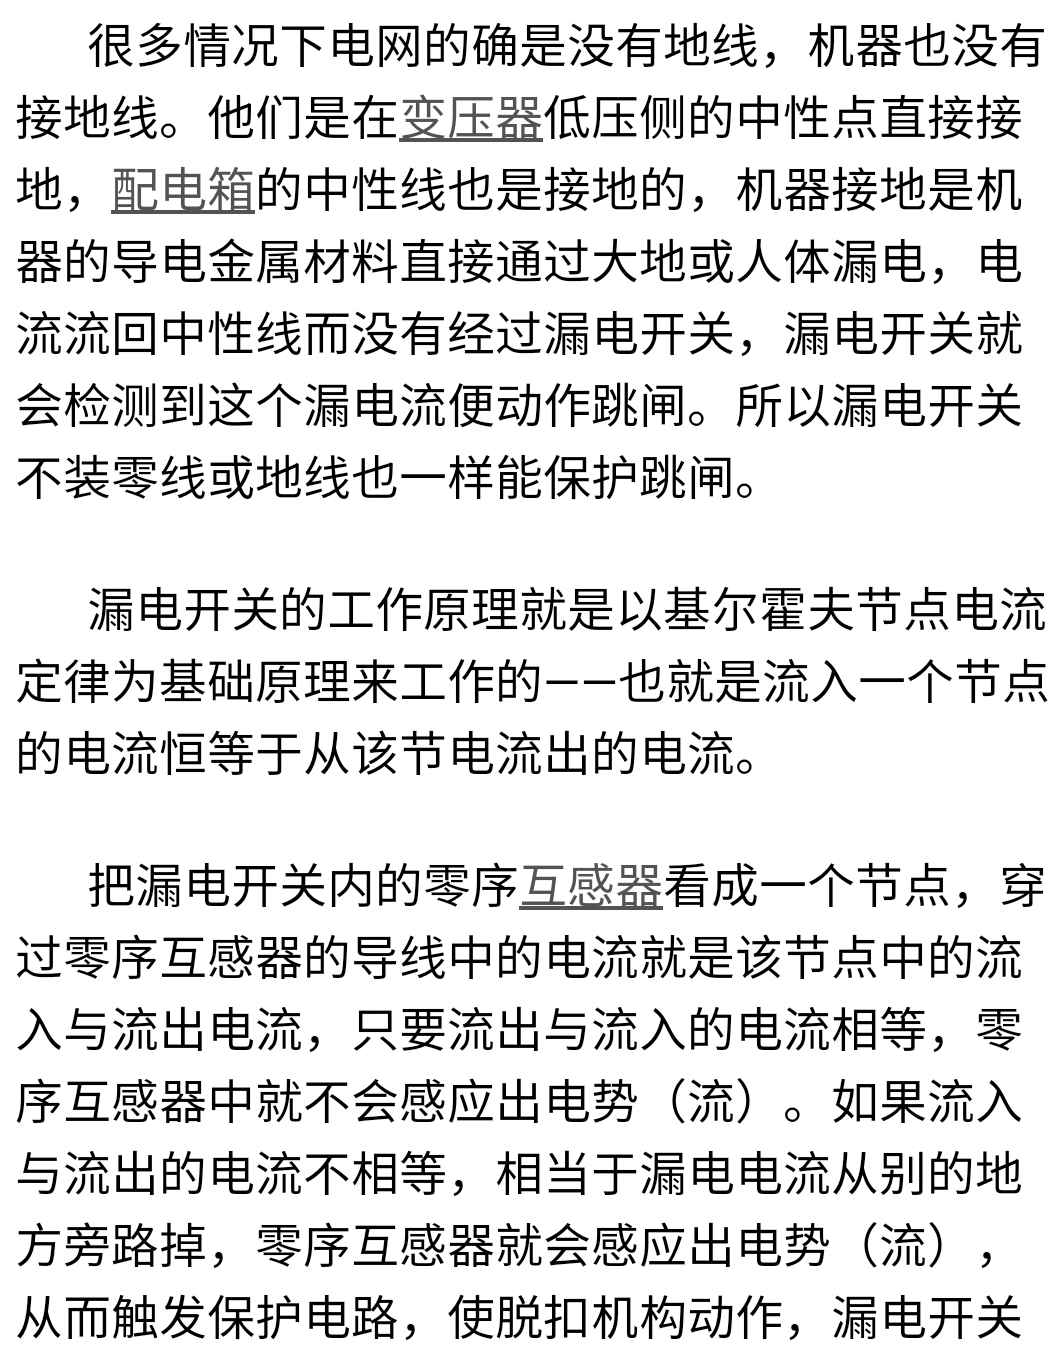 很多情况下电网的确是没有地线，机器也没有
接地线。他们是在变压器低压侧的中性点直接接
地，配电箱的中性线也是接地的，机器接地是机
器的导电金属材料直接通过大地或人体漏电，电
流流回中性线而没有经过漏电开关，漏电开关就
会检测到这个漏电流便动作跳闸。所以漏电开关
不装零线或地线也一样能保护跳闸。
漏电开关的工作原理就是以基尔霍夫节点电流
定律为基础原理来工作的——也就是流入一个节点
的电流恒等于从该节电流出的电流。
把漏电开关内的零序互感器看成一个节点，穿
过零序互感器的导线中的电流就是该节点中的流
入与流出电流，只要流出与流入的电流相等，零
序互感器中就不会感应出电势（流）。如果流入
与流出的电流不相等，相当于漏电电流从别的地
方旁路掉，零序互感器就会感应出电势（流），
从而触发保护电路，使脱扣机构动作，漏电开关